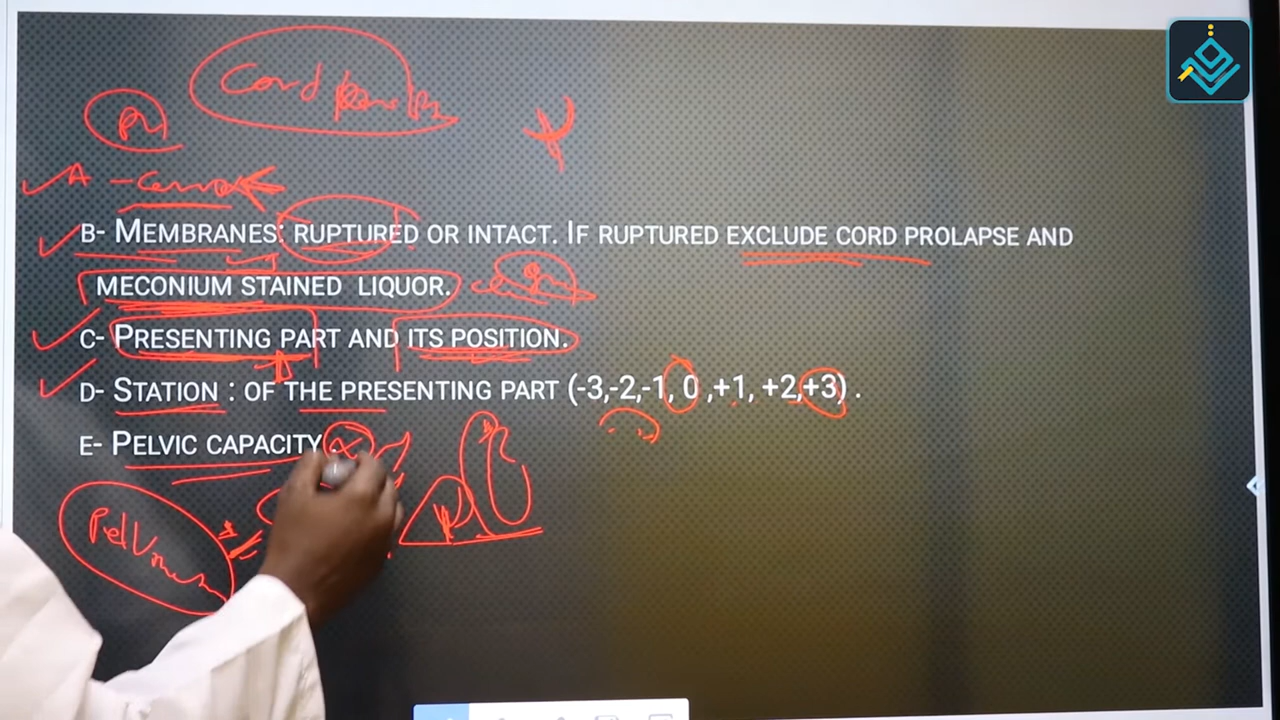 Cord
A -
B- MEMBRANES: RUPTURED OR INTACT. IF RUPTURED EXCLUDE CORD PROLAPSE AND
MECONIUM STAINED LIQUOR.
C- PRESENTING PART AND ITS POSITION.
D- STATION : OF THE PRESENTING PART (-3,-2,-1, 0 ,+1, +2,+3) .
E- PELVIC CAPACITY